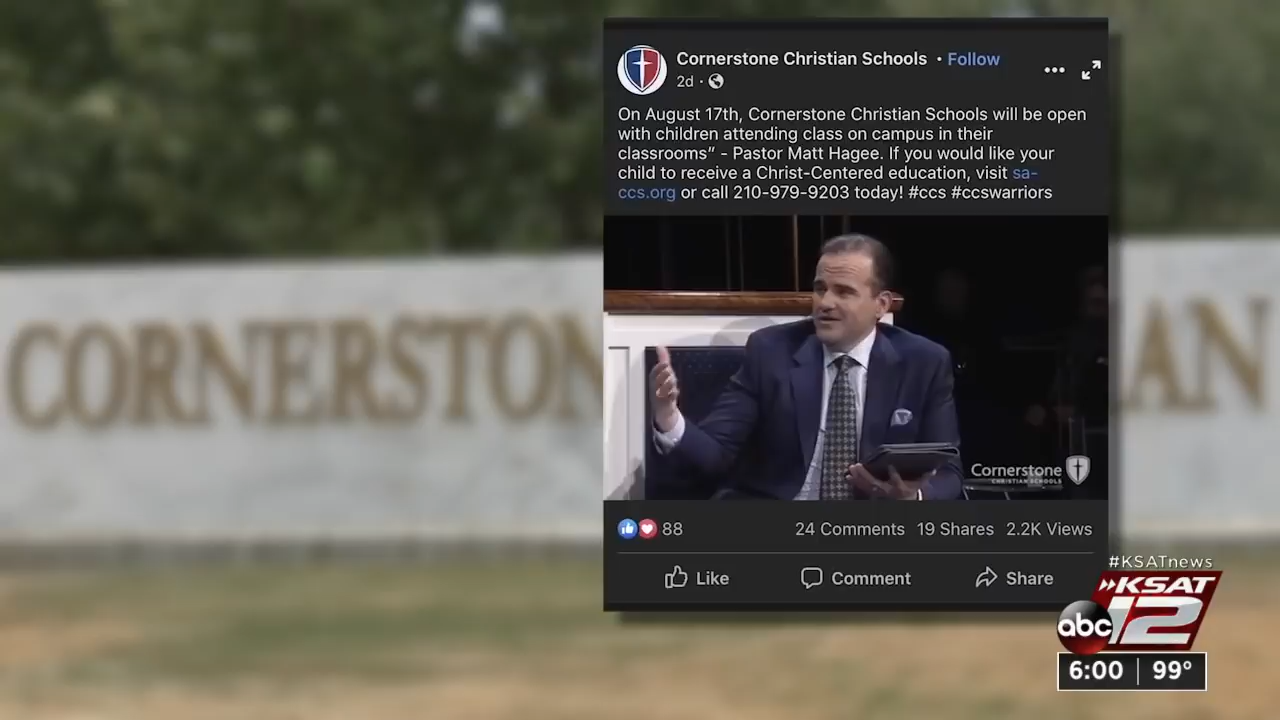 Cornerstone Christian Schools · Follow
2d ·
On August 17th, Cornerstone Christian Schools will be open
with children attending class on campus in their
classrooms” - Pastor Matt Hagee. If you would like your
child to receive a Christ-Centered education, visit sa-
ccs.org or call 210-979-9203 today! #ccs #ccswarriors
CORNERSTON
AN
Cornerstone
CHRISTIAN SCHOOLS
88
24 Comments 19 Shares 2.2K Views
Like Comment Share
#KSATnews
KSAT
abc 12
6:00 99°